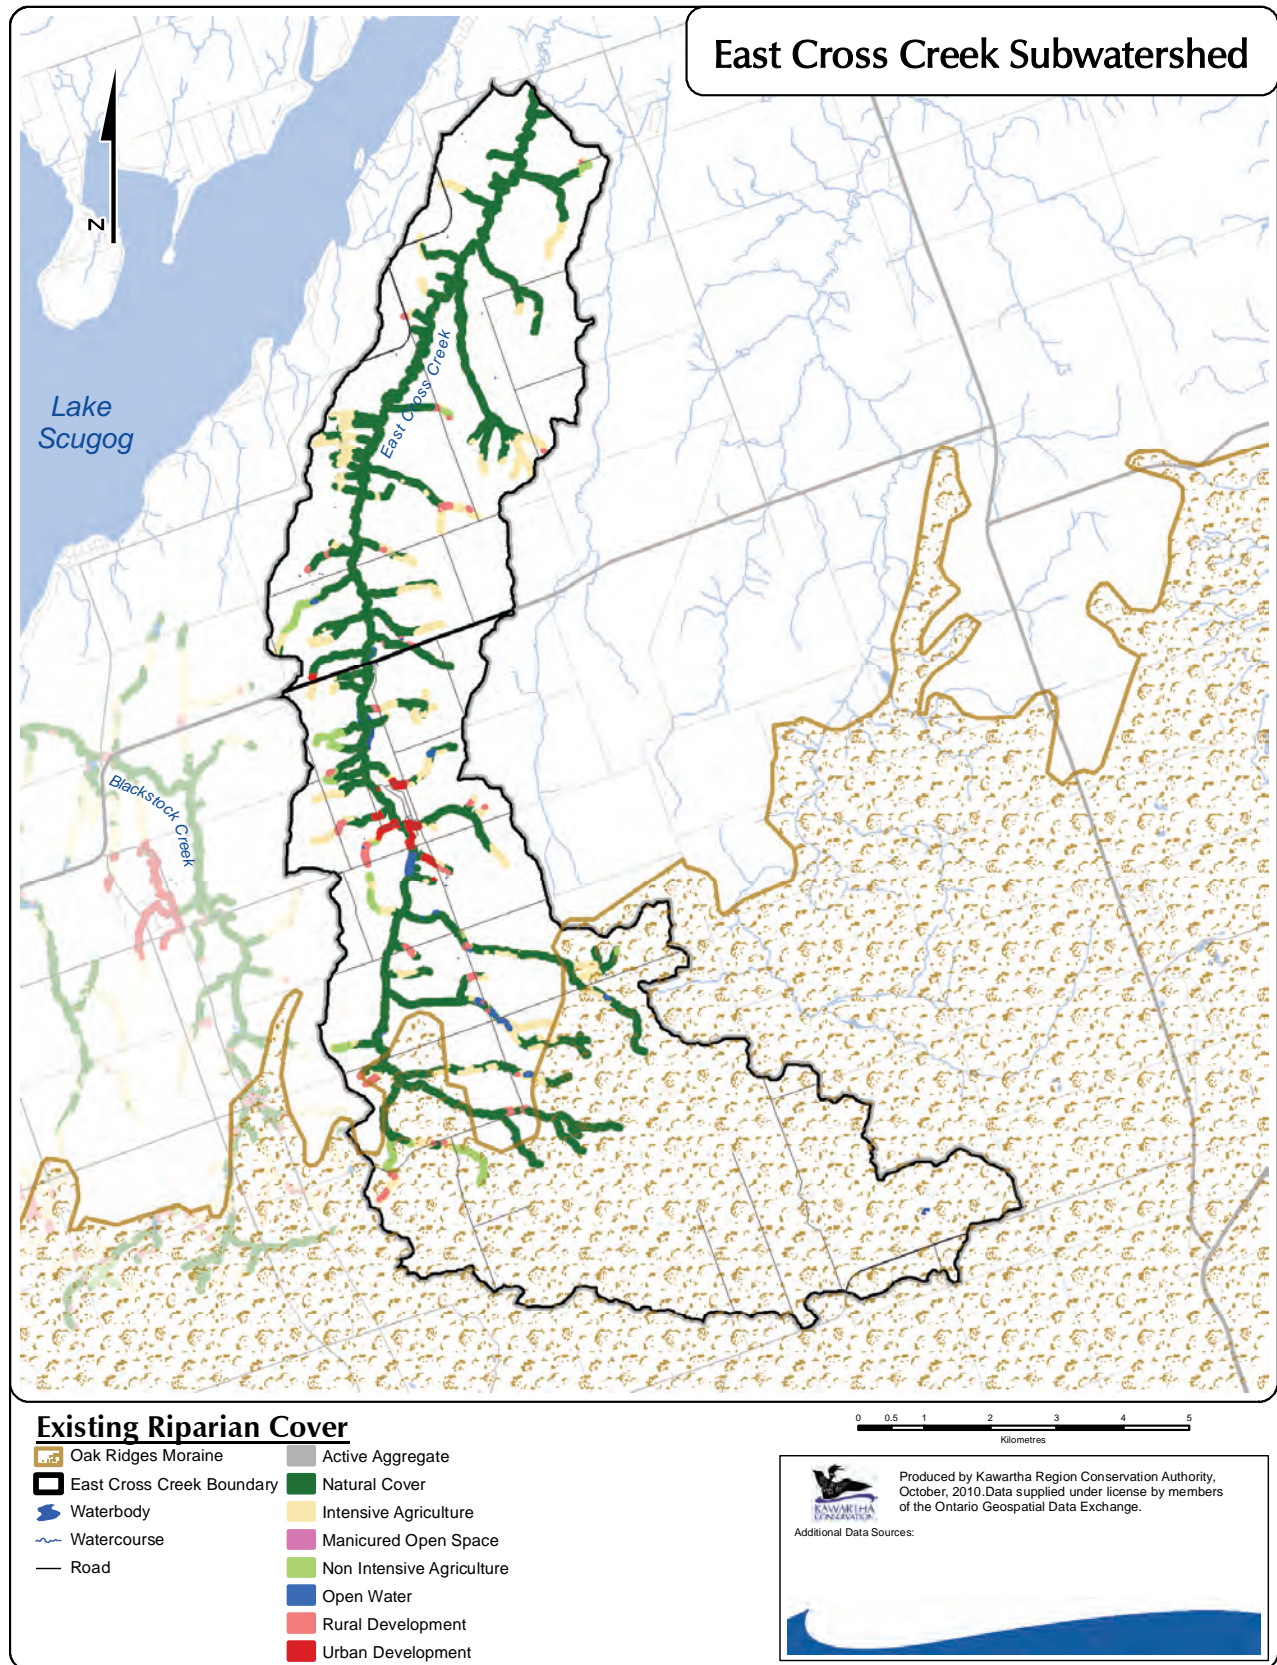 East Cross Creek Subwatershed
N
Lake
Scugog
East Cross Creek
Blackstock Creek
Existing Riparian Cover
Oak Ridges Moraine
East Cross Creek Boundary
Waterbody
Watercourse
Road
Active Aggregate
Natural Cover
Intensive Agriculture
Manicured Open Space
Non Intensive Agriculture
Open Water
Rural Development
Urban Development
0 0.5 1 2 3 4 5
Kilometres
KAWARTHA
CONSERVATION
Produced by Kawartha Region Conservation Authority,
October, 2010.Data supplied under license by members
of the Ontario Geospatial Data Exchange.
Additional Data Sources: